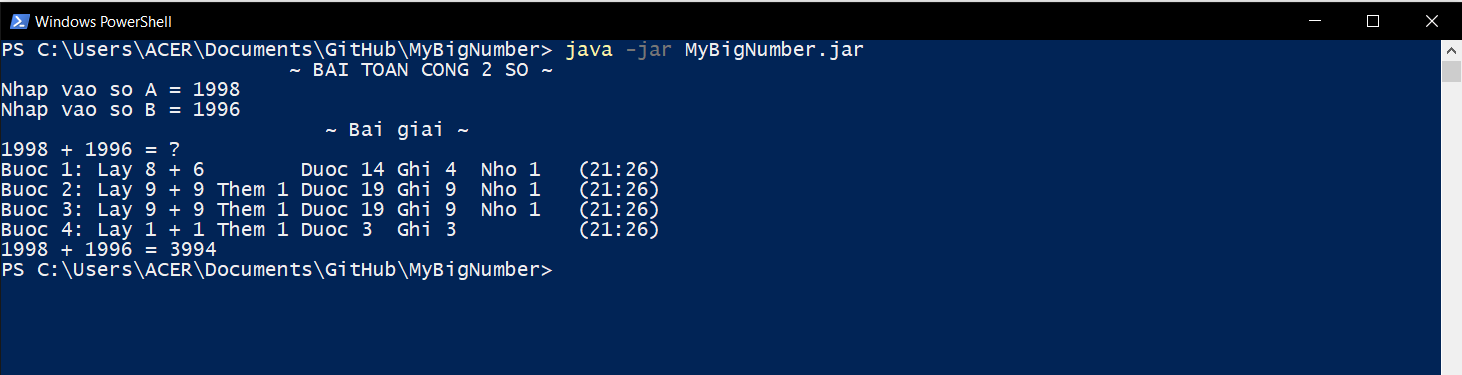 Windows PowerShell
PS C:\Users\ACER\Documents\GitHub\MyBigNumber> java -jar MyBigNumber.jar
                        ~ BAI TOAN CONG 2 SO ~
Nhap vao so A = 1998
Nhap vao so B = 1996
                           ~ Bai giai ~
1998 + 1996 = ?
Buoc 1: Lay 8 + 6        Duoc 14 Ghi 4  Nho 1   (21:26)
Buoc 2: Lay 9 + 9 Them 1 Duoc 19 Ghi 9  Nho 1   (21:26)
Buoc 3: Lay 9 + 9 Them 1 Duoc 19 Ghi 9  Nho 1   (21:26)
Buoc 4: Lay 1 + 1 Them 1 Duoc 3  Ghi 3          (21:26)
1998 + 1996 = 3994
PS C:\Users\ACER\Documents\GitHub\MyBigNumber>